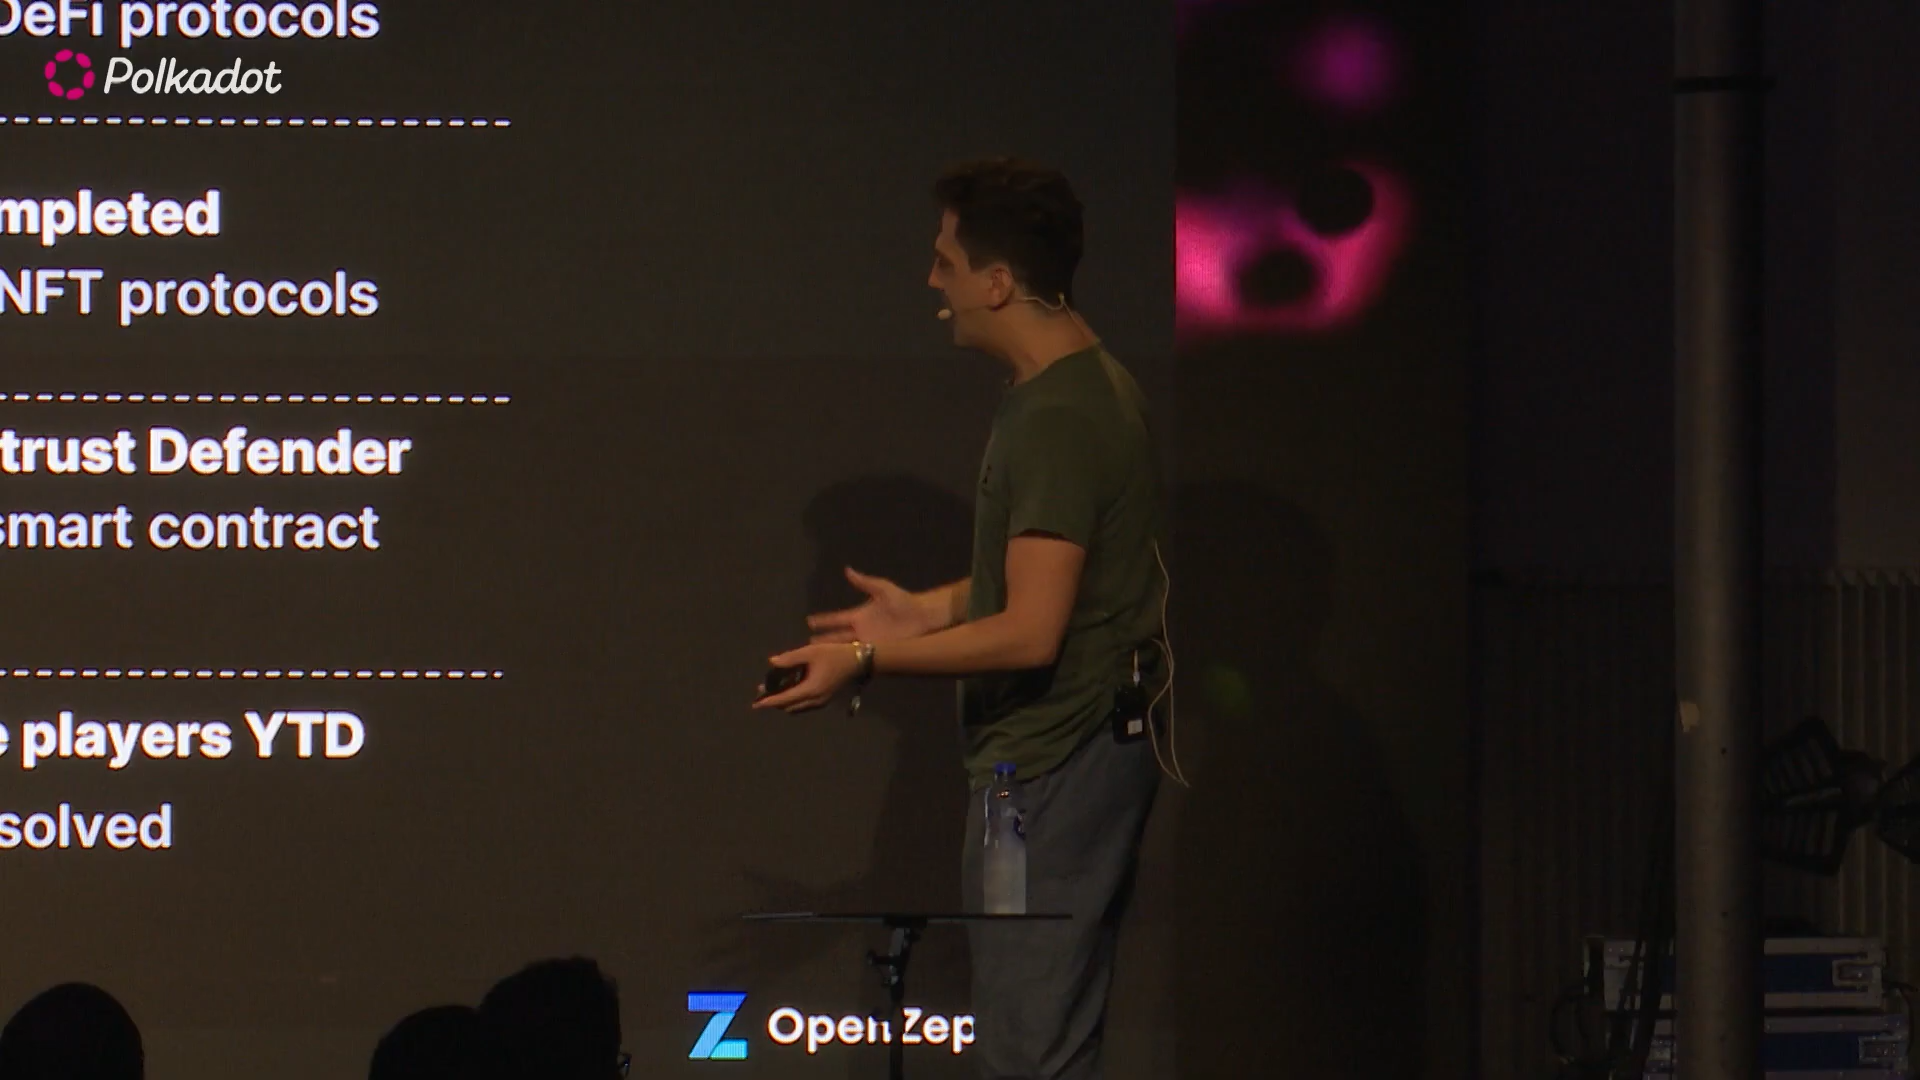 DeFi protocols
Polkadot
mpleted
NFT protocols
trust Defender
smart contract
e players YTD
solved
OpenZep